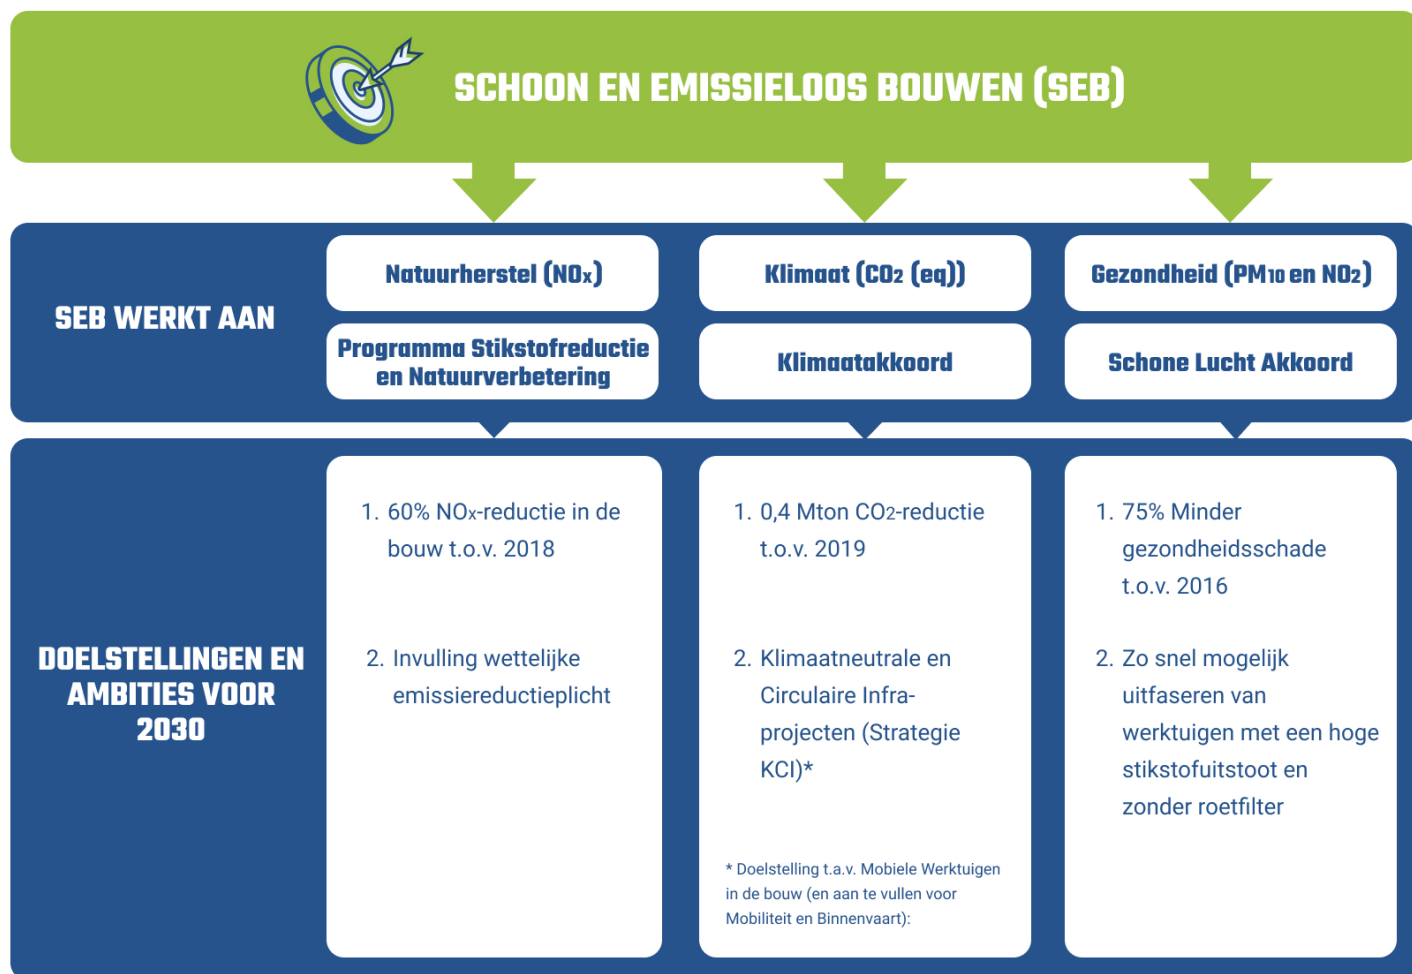 SCHOON EN EMISSIELOOS BOUWEN (SEB)
SEB WERKT AAN
Natuurherstel (NOx)
Klimaat (CO2 (eq))
Gezondheid (PM10 en NO2)
Programma Stikstofreductie
en Natuurverbetering
Klimaatakkoord
Schone Lucht Akkoord
DOELSTELLINGEN EN
AMBITIES VOOR
2030
1. 60% NOx-reductie in de
bouw t.o.v. 2018
2. Invulling wettelijke
emissiereductieplicht
1. 0,4 Mton CO2-reductie
t.o.v. 2019
2. Klimaatneutrale en
Circulaire Infra-
projecten (Strategie
KCI)*
* Doelstelling t.a.v. Mobiele Werktuigen
in de bouw (en aan te vullen voor
Mobiliteit en Binnenvaart):
1. 75% Minder
gezondheidsschade
t.o.v. 2016
2. Zo snel mogelijk
uitfaseren van
werktuigen met een hoge
stikstofuitstoot en
zonder roetfilter